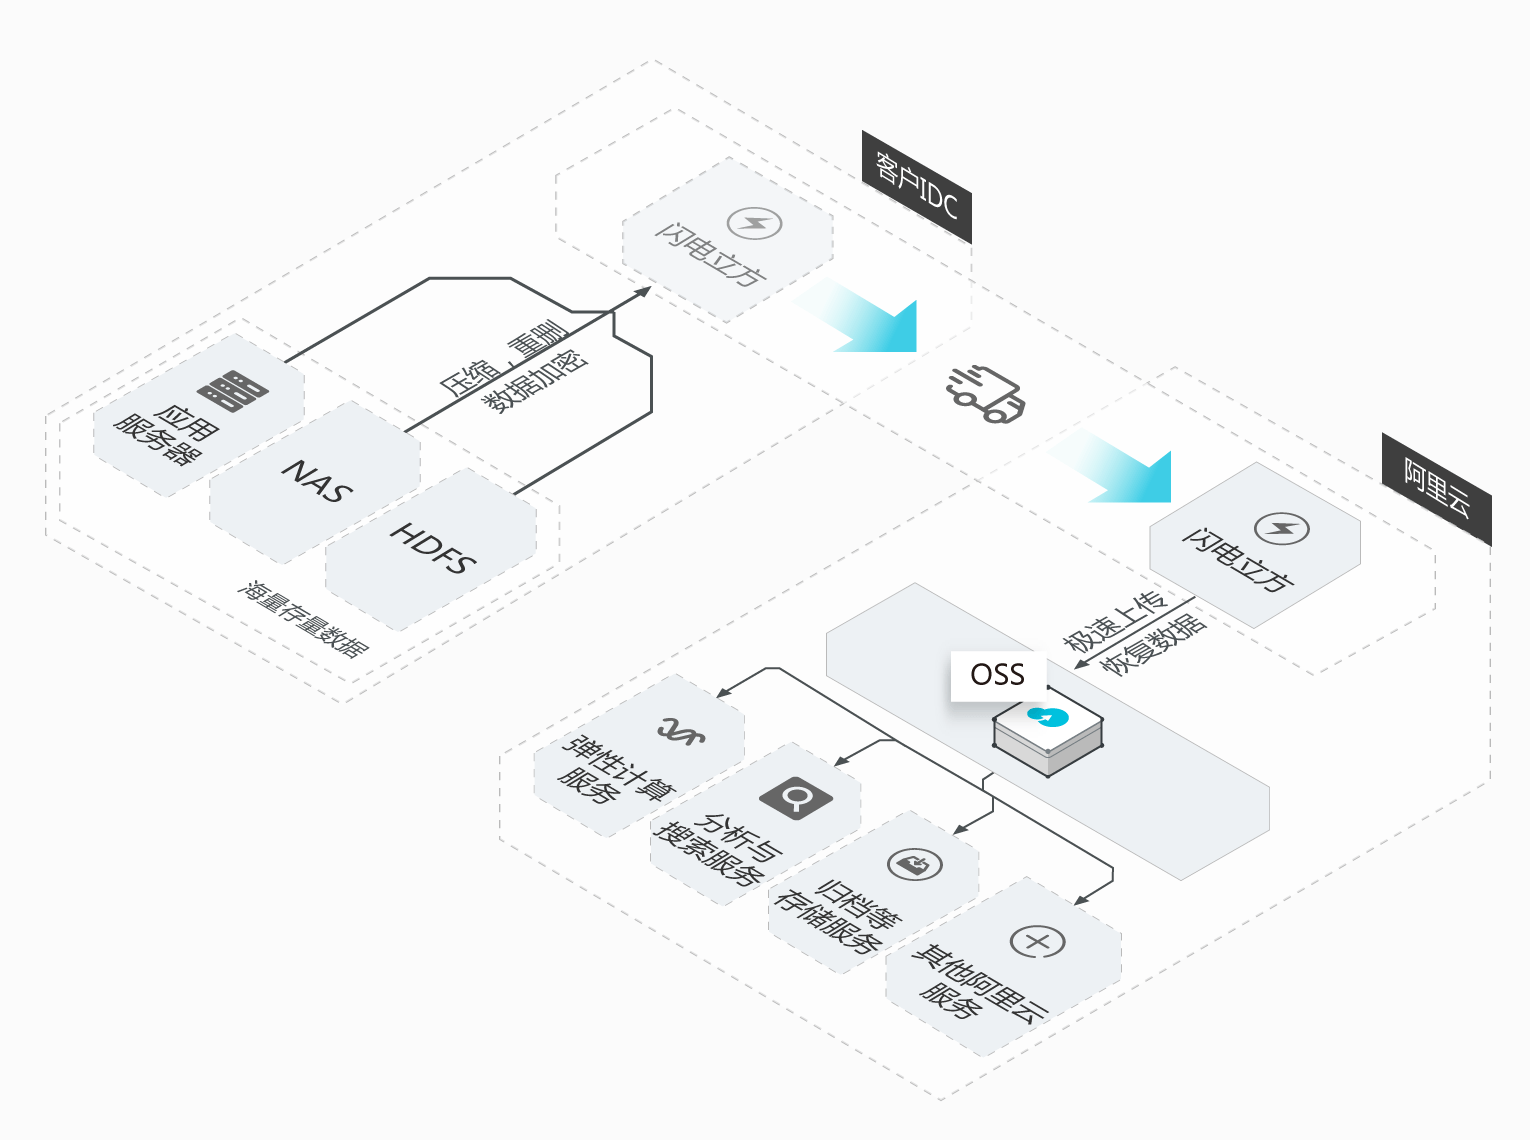 客户IDC
闪电立方
压缩+重删
数据加密
应用
服务器
NAS
HDFS
海量存量数据
阿里云
闪电立方
极速上传
恢复数据
OSS
弹性计算
服务
分析与
搜索服务
归档等
存储服务
其他阿里云
服务